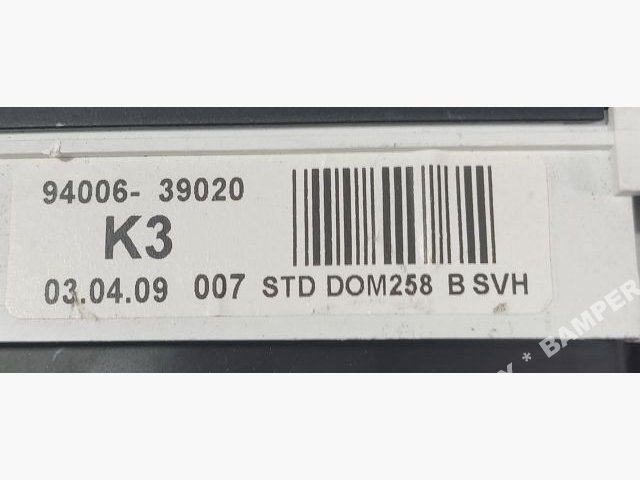 94006- 39020
K3
03.04.09 007 STD DOM258 B SVH
* BAMPER